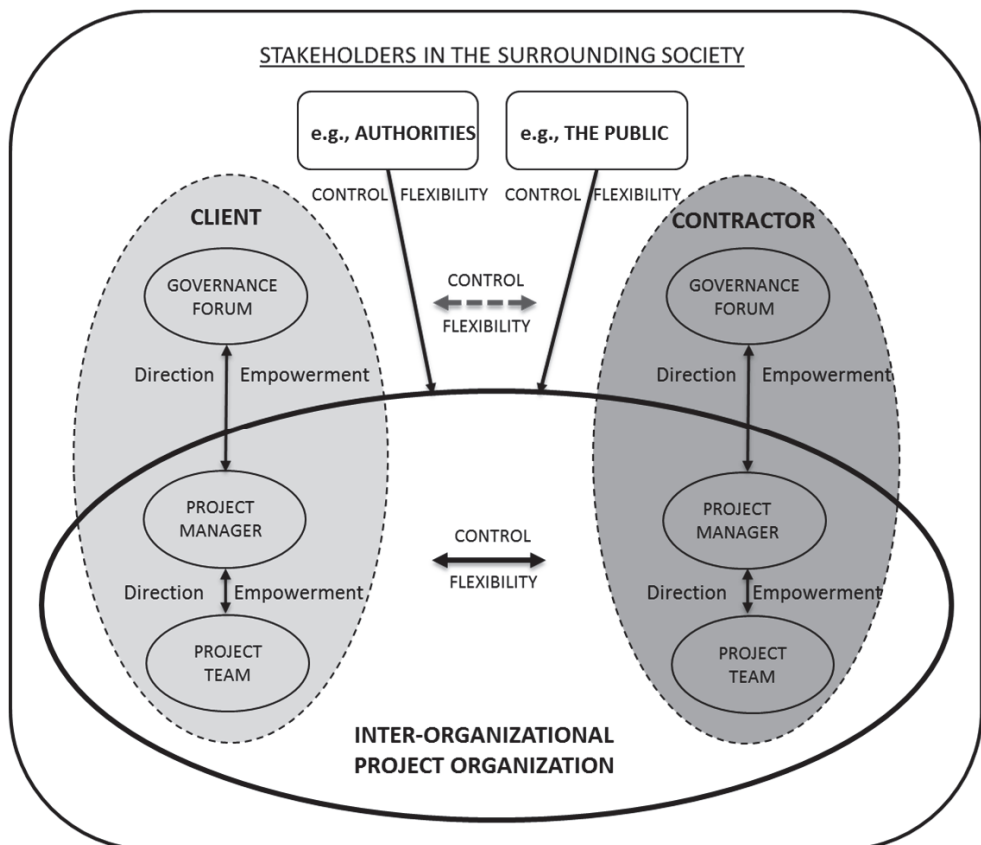 STAKEHOLDERS IN THE SURROUNDING SOCIETY
e.g., AUTHORITIES
e.g., THE PUBLIC
CONTROL FLEXIBILITY
CONTROL FLEXIBILITY
CLIENT
CONTRACTOR
GOVERNANCE
FORUM
CONTROL
FLEXIBILITY
GOVERNANCE
FORUM
Direction Empowerment
Direction Empowerment
PROJECT
MANAGER
CONTROL
FLEXIBILITY
PROJECT
MANAGER
Direction Empowerment
Direction Empowerment
PROJECT
TEAM
PROJECT
TEAM
INTER-ORGANIZATIONAL
PROJECT ORGANIZATION